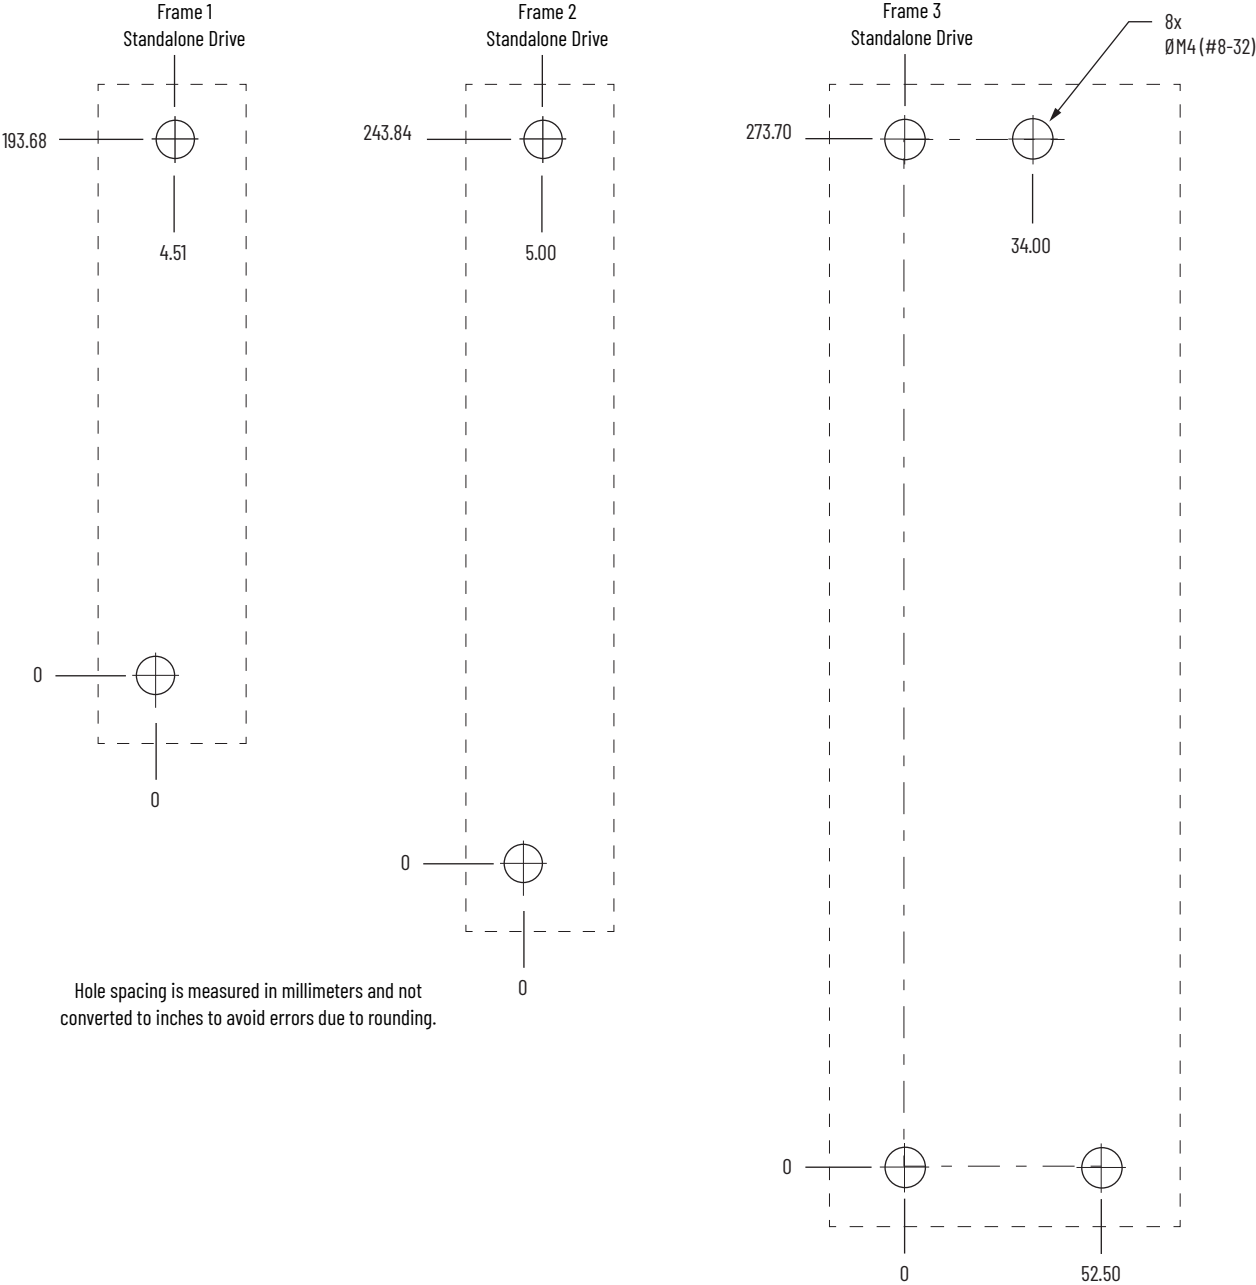 Frame 1
Standalone Drive
Frame 2
Standalone Drive
Frame 3
Standalone Drive
8x
ØM4 (#8-32)
193.68
243.84
273.70
4.51
5.00
34.00
0
0
0
0
Hole spacing is measured in millimeters and not
converted to inches to avoid errors due to rounding.
0
0
52.50